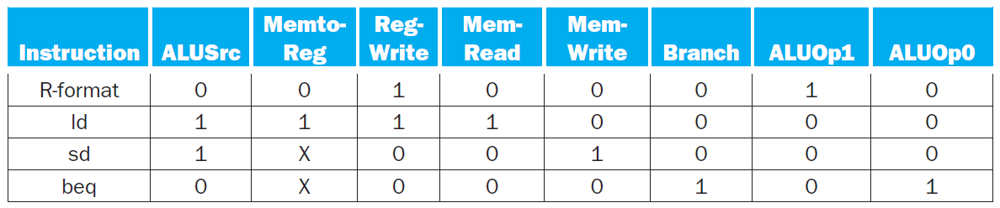 Instruction ALUSrc Memto-Reg Reg-Write Mem-Read Mem-Write Branch ALUOp1 ALUOp0
R-format 0 0 1 0 0 0 1 0
ld 1 1 1 1 0 0 0 0
sd 1 X 0 0 1 0 0 0
beq 0 X 0 0 0 1 0 1